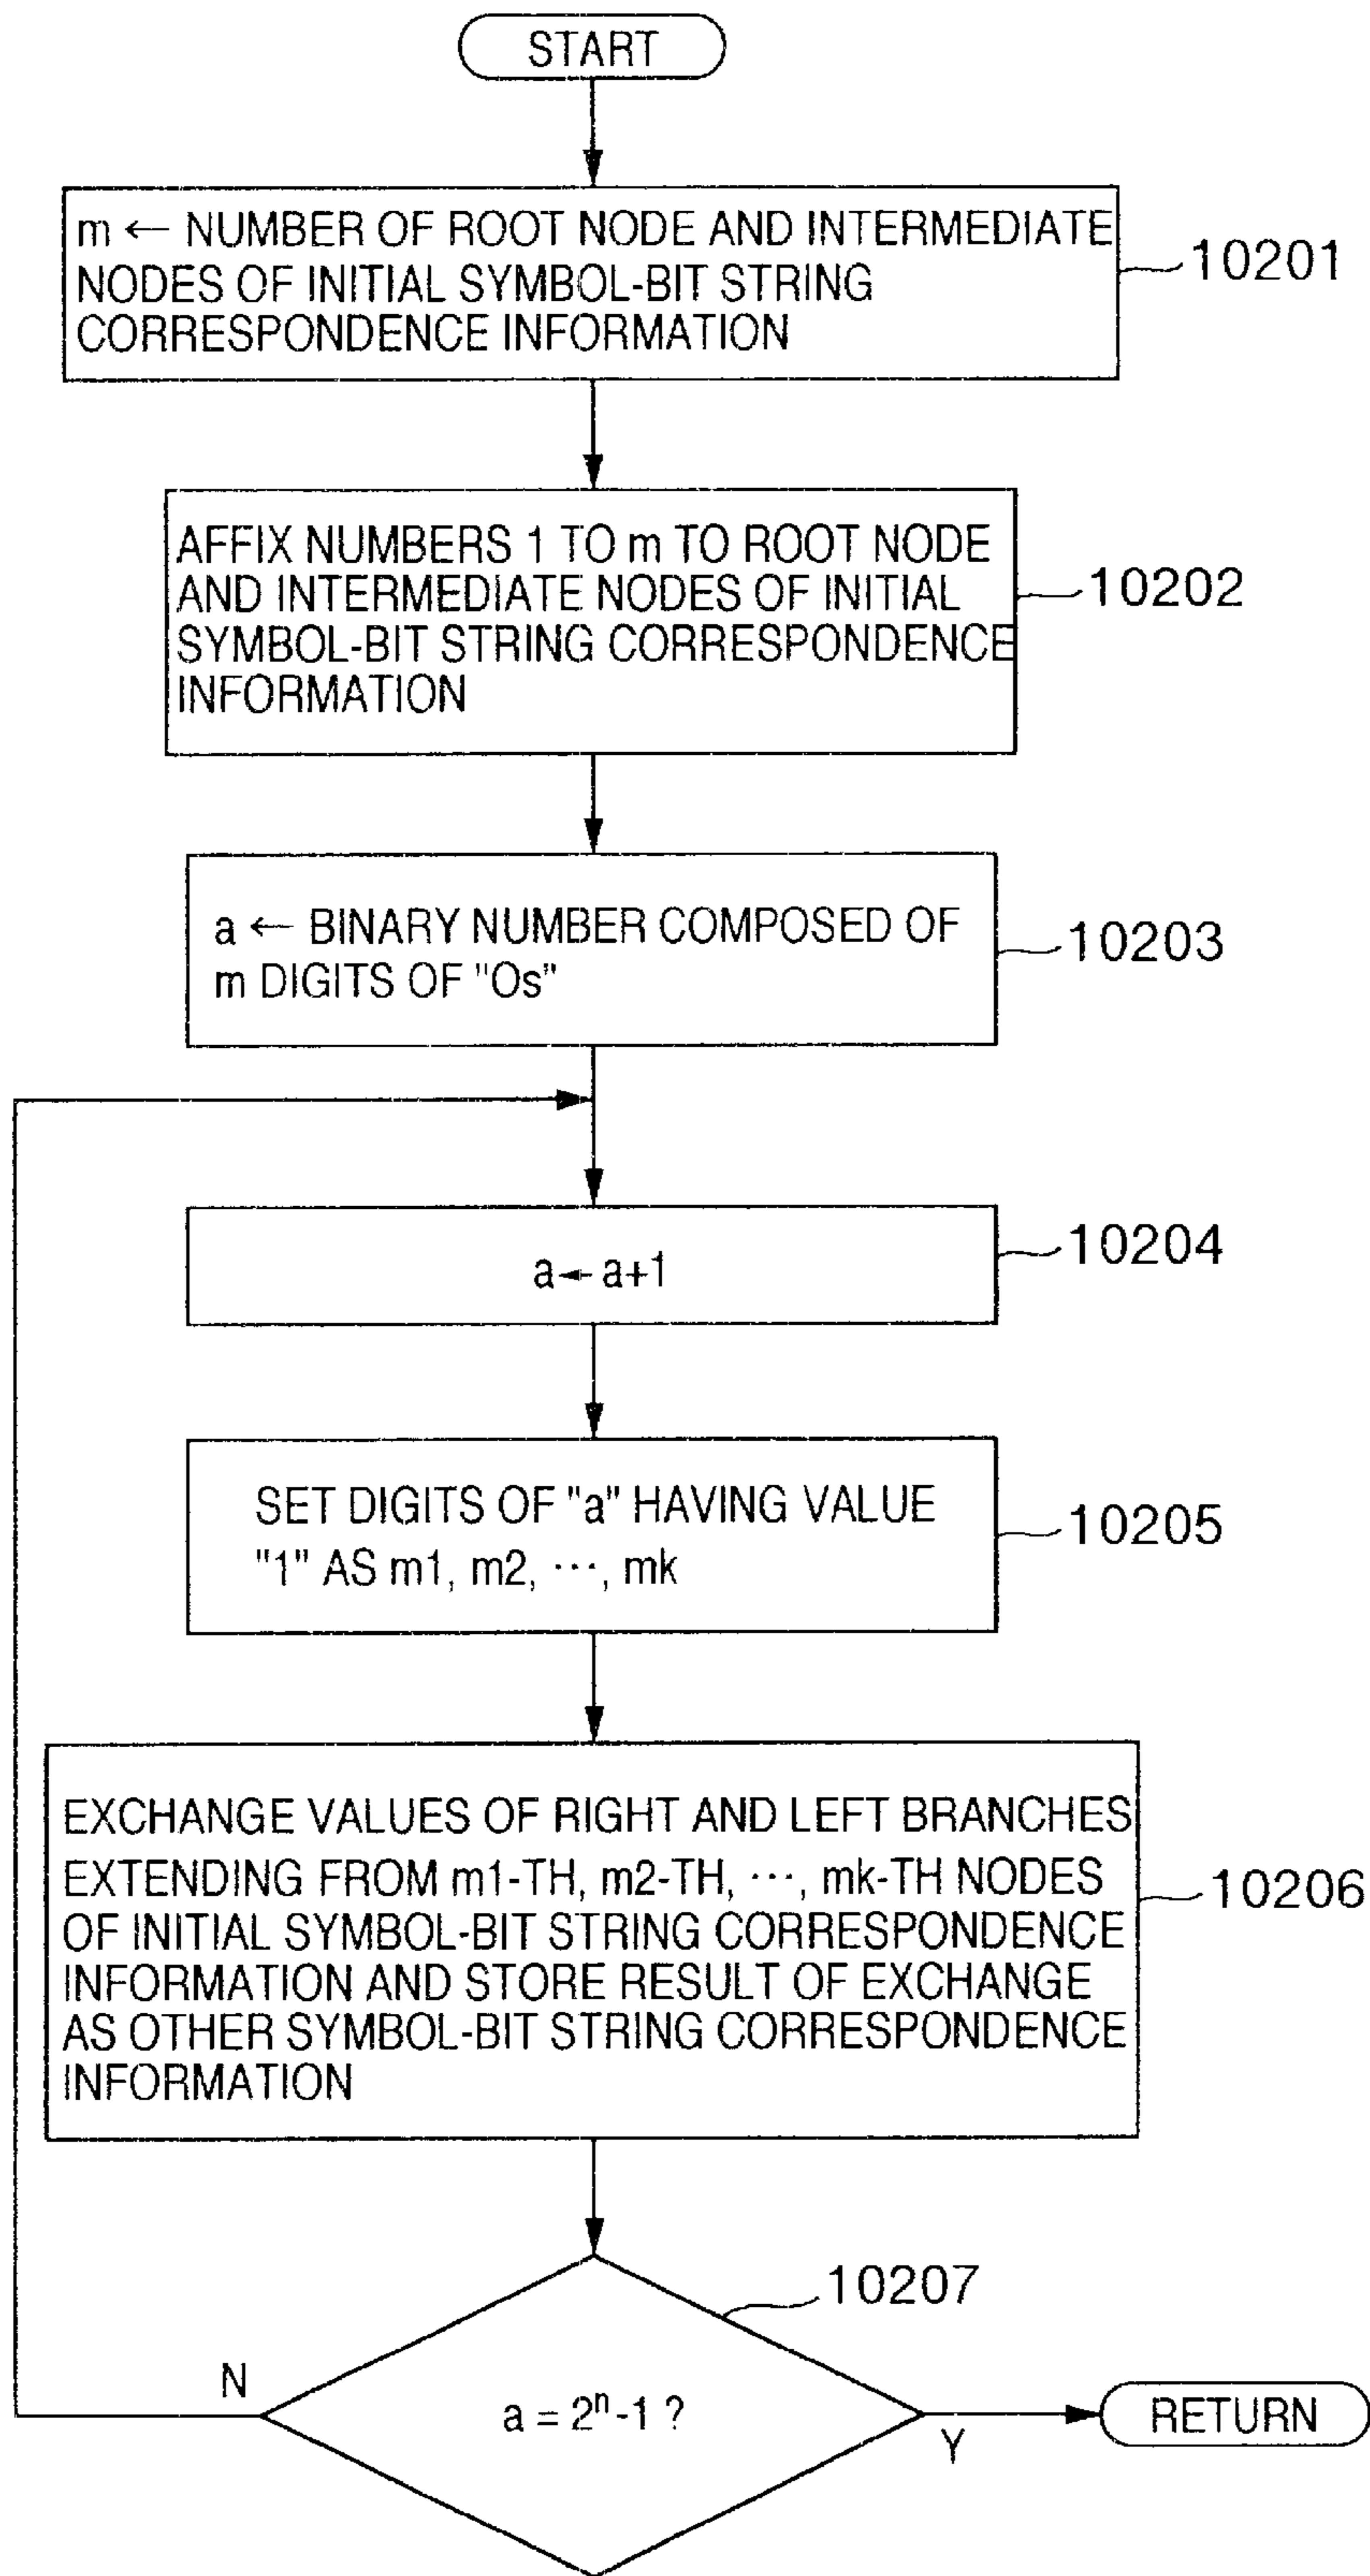 START
m ← NUMBER OF ROOT NODE AND INTERMEDIATE
NODES OF INITIAL SYMBOL-BIT STRING
CORRESPONDENCE INFORMATION
10201
AFFIX NUMBERS 1 TO m TO ROOT NODE
AND INTERMEDIATE NODES OF INITIAL
SYMBOL-BIT STRING CORRESPONDENCE
INFORMATION
10202
a ← BINARY NUMBER COMPOSED OF
m DIGITS OF "Os"
10203
a ← a+1
10204
SET DIGITS OF "a" HAVING VALUE
"1" AS m1, m2, ···, mk
10205
EXCHANGE VALUES OF RIGHT AND LEFT BRANCHES
EXTENDING FROM m1-TH, m2-TH, ···, mk-TH NODES
OF INITIAL SYMBOL-BIT STRING CORRESPONDENCE
INFORMATION AND STORE RESULT OF EXCHANGE
AS OTHER SYMBOL-BIT STRING CORRESPONDENCE
INFORMATION
10206
10207
N
a = 2ⁿ-1 ?
Y
RETURN